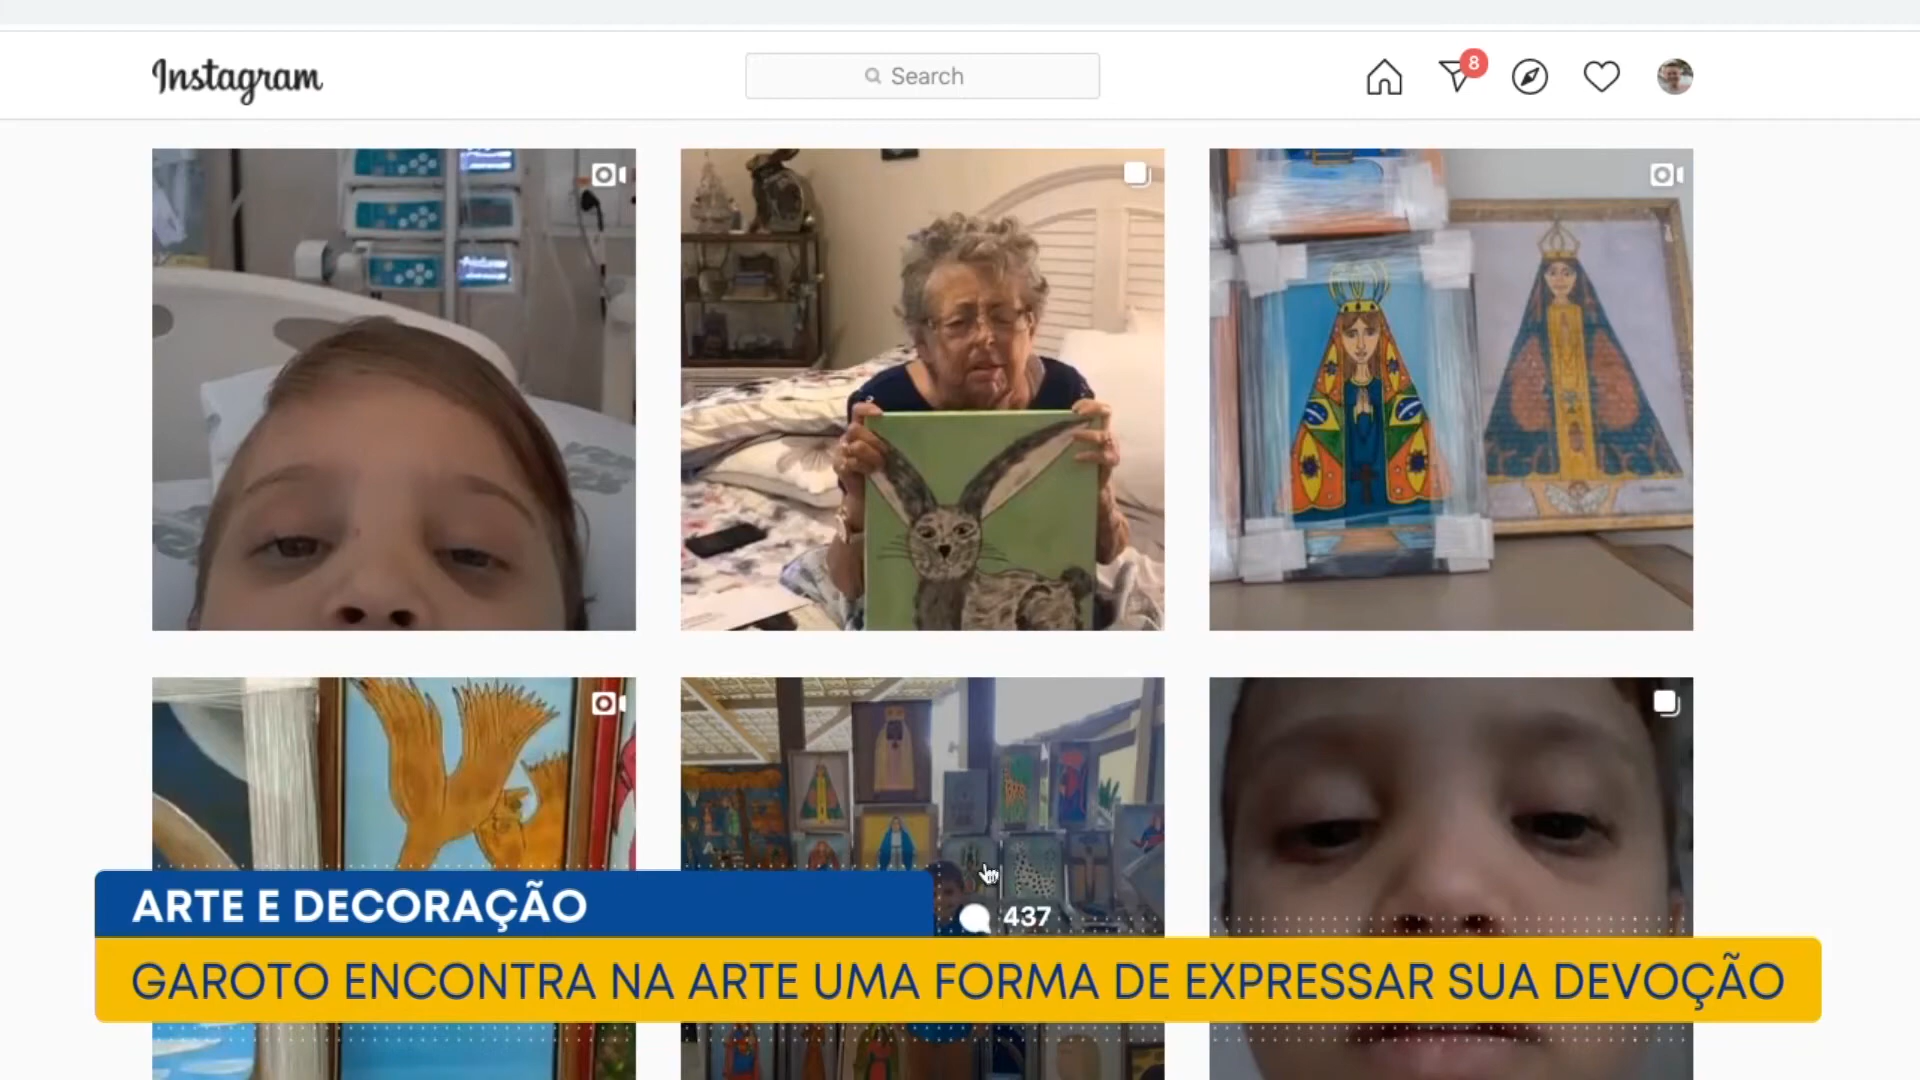 Instagram
Search
8
437
ARTE E DECORAÇÃO
GAROTO ENCONTRA NA ARTE UMA FORMA DE EXPRESSAR SUA DEVOÇÃO